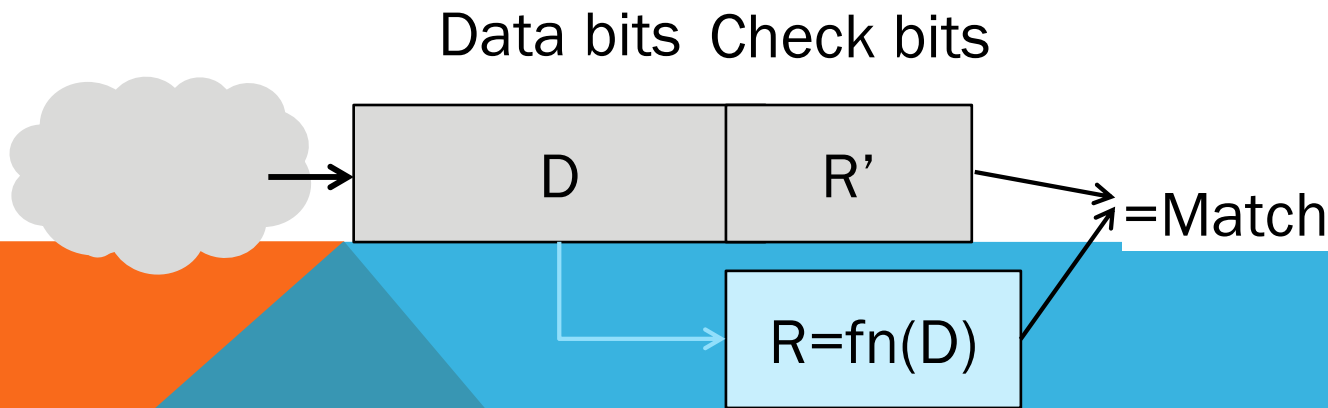 Data bits Check bits
D R’
=Match
R=fn(D)